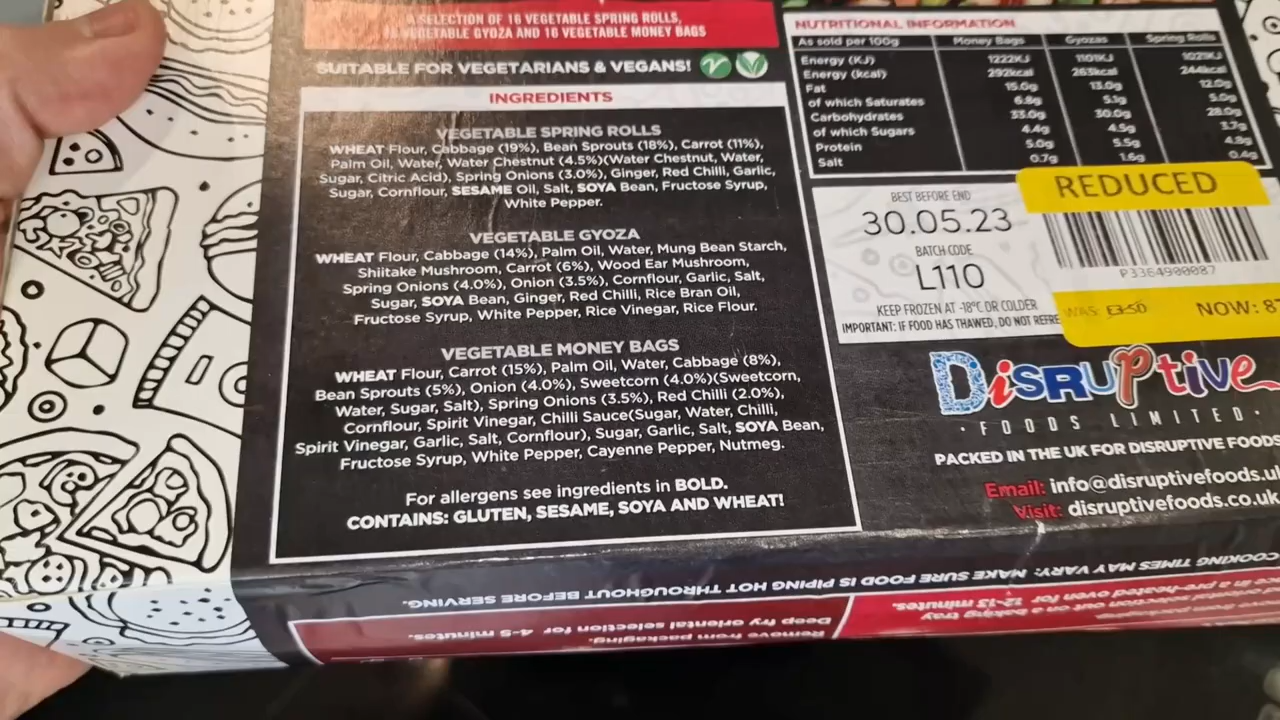 A SELECTION OF 16 VEGETABLE SPRING ROLLS,
VEGETABLE GYOZA AND 16 VEGETABLE MONEY BAGS
SUITABLE FOR VEGETARIANS & VEGANS!
INGREDIENTS
VEGETABLE SPRING ROLLS
WHEAT Flour, Cabbage (19%), Bean Sprouts (18%), Carrot (11%),
Palm Oil, Water, Water Chestnut (4.5%)(Water Chestnut, Water,
Sugar, Citric Acid), Spring Onions (3.0%), Ginger, Red Chilli, Garlic,
Sugar, Cornflour, SESAME Oil, Salt, SOYA Bean, Fructose Syrup,
White Pepper.
VEGETABLE GYOZA
WHEAT Flour, Cabbage (14%), Palm Oil, Water, Mung Bean Starch,
Shiitake Mushroom, Carrot (6%), Wood Ear Mushroom,
Spring Onions (4.0%), Onion (3.5%), Cornflour, Garlic, Salt,
Sugar, SOYA Bean, Ginger, Red Chilli, Rice Bran Oil,
Fructose Syrup, White Pepper, Rice Vinegar, Rice Flour.
VEGETABLE MONEY BAGS
WHEAT Flour, Carrot (15%), Palm Oil, Water, Cabbage (8%),
Bean Sprouts (5%), Onion (4.0%), Sweetcorn (4.0%)(Sweetcorn,
Water, Sugar, Salt), Spring Onions (3.5%), Red Chilli (2.0%),
Cornflour, Spirit Vinegar, Chilli Sauce(Sugar, Water, Chilli,
Spirit Vinegar, Garlic, Salt, Cornflour), Sugar, Garlic, Salt, SOYA Bean,
Fructose Syrup, White Pepper, Cayenne Pepper, Nutmeg.
For allergens see ingredients in BOLD.
CONTAINS: GLUTEN, SESAME, SOYA AND WHEAT!
NUTRITIONAL INFORMATION
As sold per 100g Money Bags Gyozas Spring Rolls
Energy (KJ) 1222KJ 1101KJ 1021KJ
Energy (kcal) 292kcal 263kcal 244kcal
Fat 15.0g 13.0g 12.0g
of which Saturates 6.8g 5.1g 5.0g
Carbohydrates 33.0g 30.0g 28.0g
of which Sugars 4.4g 4.5g 3.7g
Protein 5.0g 5.5g 4.8g
Salt 0.7g 1.6g 0.4g
BEST BEFORE END
30.05.23
BATCH CODE
L110
KEEP FROZEN AT -18°C OR COLDER
IMPORTANT: IF FOOD HAS THAWED, DO NOT REFRE
REDUCED
P3364900087
WAS: £3.50 NOW: 8
DiSRUPtive
• FOODS LIMITED •
PACKED IN THE UK FOR DISRUPTIVE FOODS
Email: info@disruptivefoods.u
Visit: disruptivefoods.co.uk
COOKING TIMES MAY VARY: MAKE SURE FOOD IS PIPING HOT THROUGHOUT BEFORE SERVING.
Remove from packaging.
Deep fry oriental selection for 4-5 minutes.
selection out on a baking tray
in a pre-heated oven for 12-15 minutes.